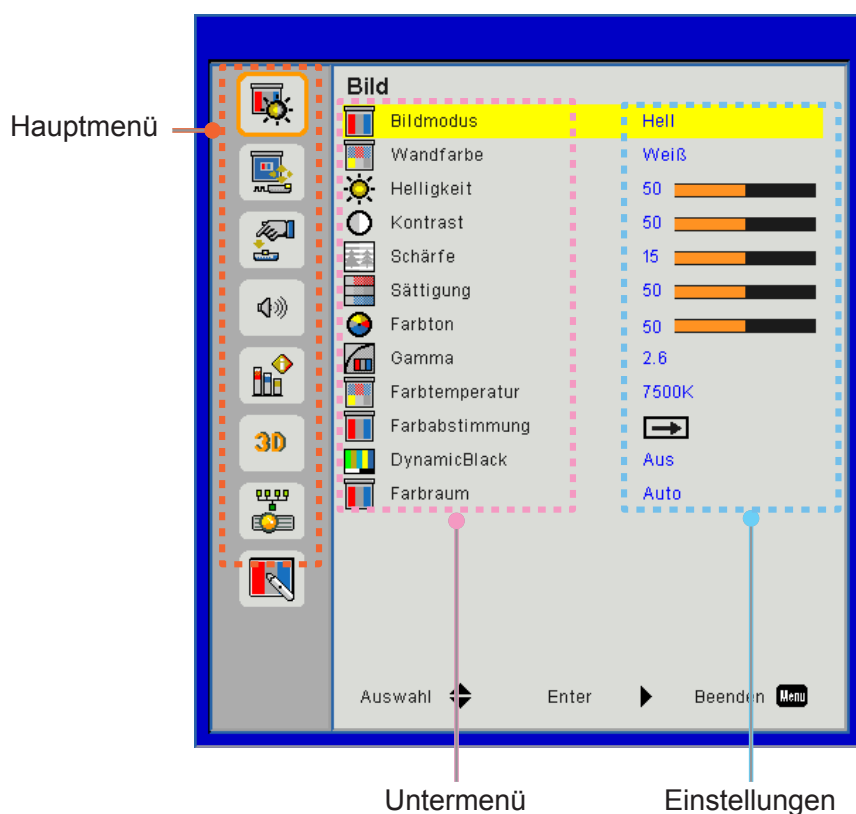 Hauptmenü
Bild
Bildmodus Hell
Wandfarbe Weiß
Helligkeit 50
Kontrast 50
Schärfe 15
Sättigung 50
Farbton 50
Gamma 2.6
Farbtemperatur 7500K
Farbabstimmung
DynamicBlack Aus
Farbraum Auto
3D
Auswahl Enter Beenden Menu
Untermenü Einstellungen